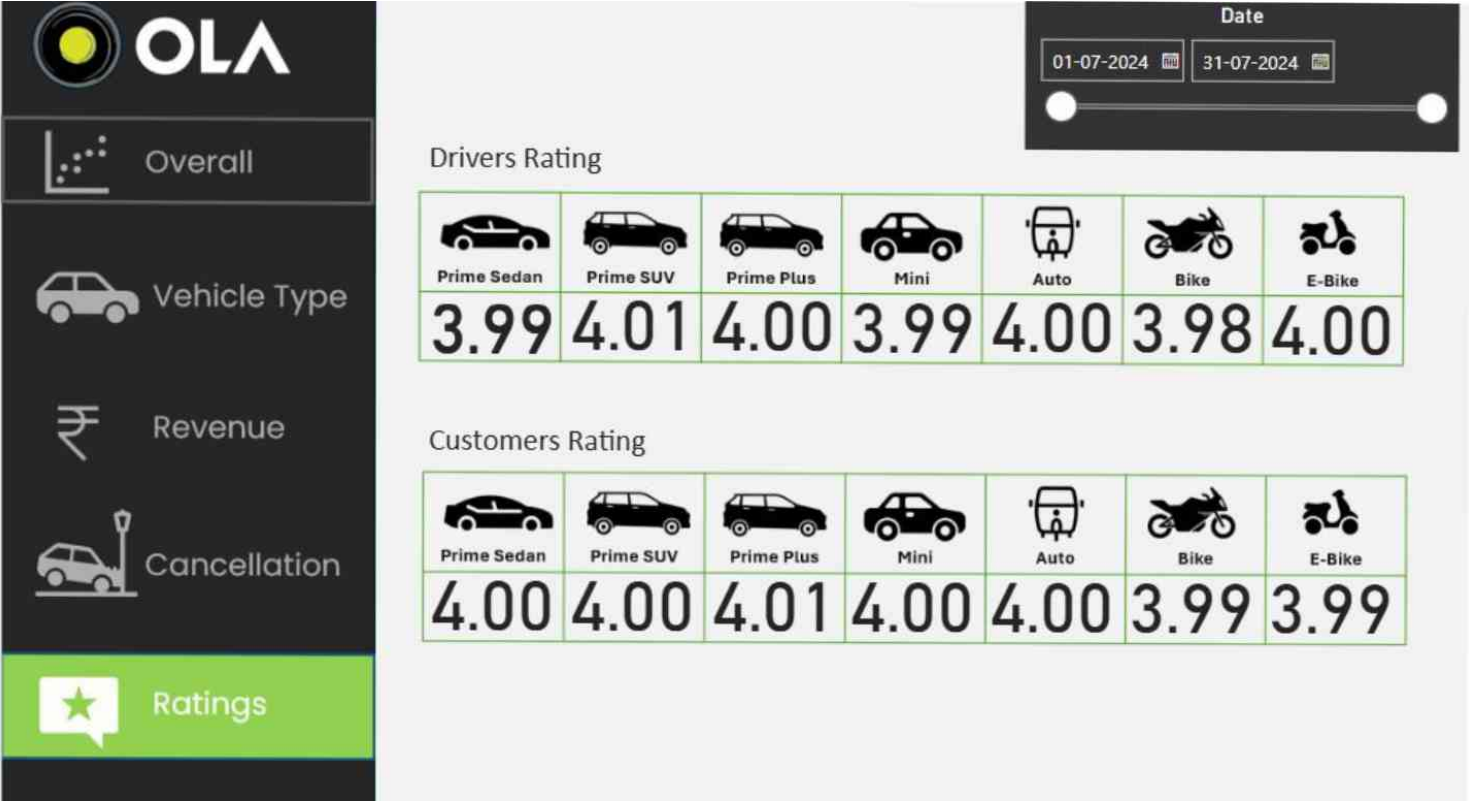 OLA
Date
01-07-2024 31-07-2024
Overall
Vehicle Type
Revenue
Cancellation
Ratings
Drivers Rating
Prime Sedan Prime SUV Prime Plus Mini Auto Bike E-Bike
3.99 4.01 4.00 3.99 4.00 3.98 4.00
Customers Rating
Prime Sedan Prime SUV Prime Plus Mini Auto Bike E-Bike
4.00 4.00 4.01 4.00 4.00 3.99 3.99